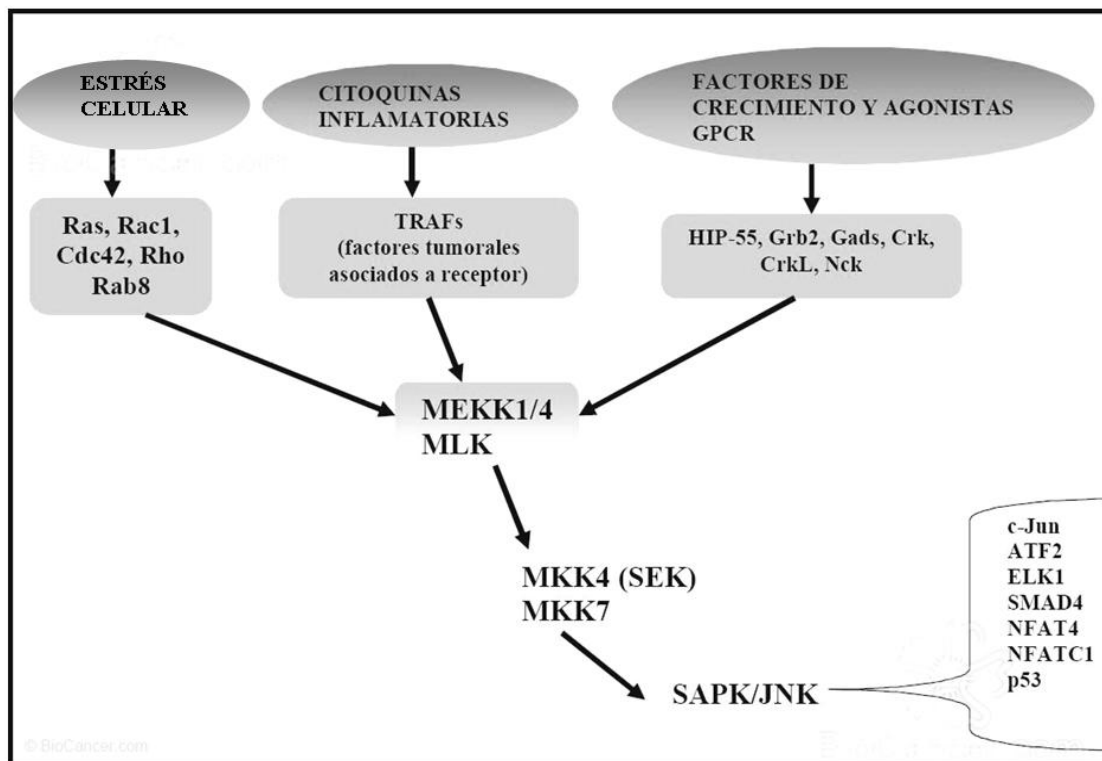 ESTRÉS
CELULAR
CITOQUINAS
INFLAMATORIAS
FACTORES DE
CRECIMIENTO Y AGONISTAS
GPCR
Ras, Rac1,
Cdc42, Rho
Rab8
TRAFs
(factores tumorales
asociados a receptor)
HIP-55, Grb2, Gads, Crk,
CrkL, Nck
MEKK1/4
MLK
MKK4 (SEK)
MKK7
SAPK/JNK
c-Jun
ATF2
ELK1
SMAD4
NFAT4
NFATC1
p53
© BioCancer.com